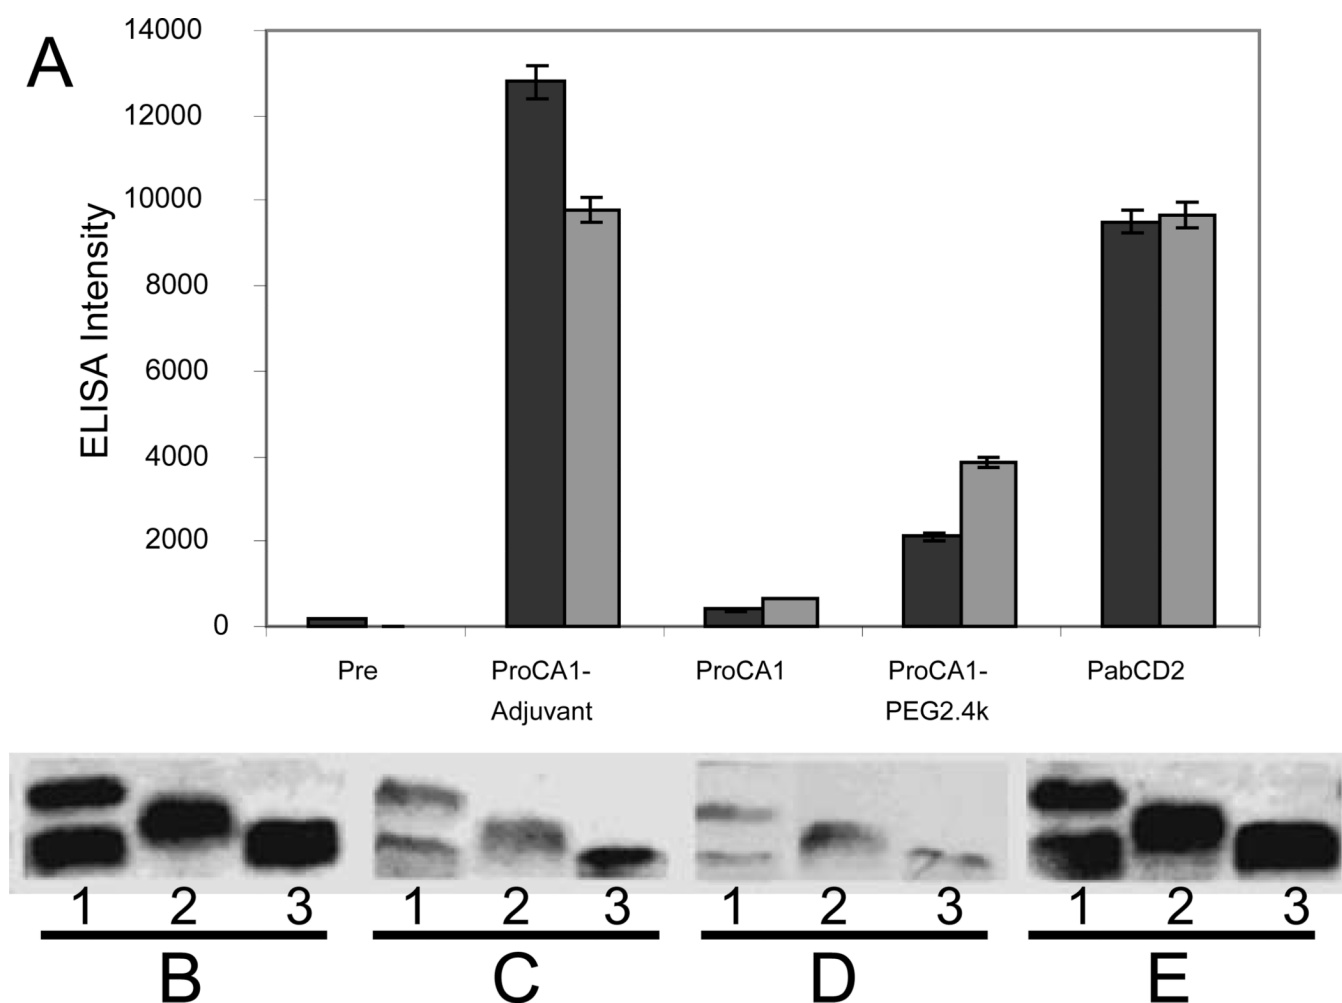 A
ELISA Intensity
14000
12000
10000
8000
6000
4000
2000
0
Pre
ProCA1-
Adjuvant
ProCA1
ProCA1-
PEG2.4k
PabCD2
1 2 3
B
1 2 3
C
1 2 3
D
1 2 3
E